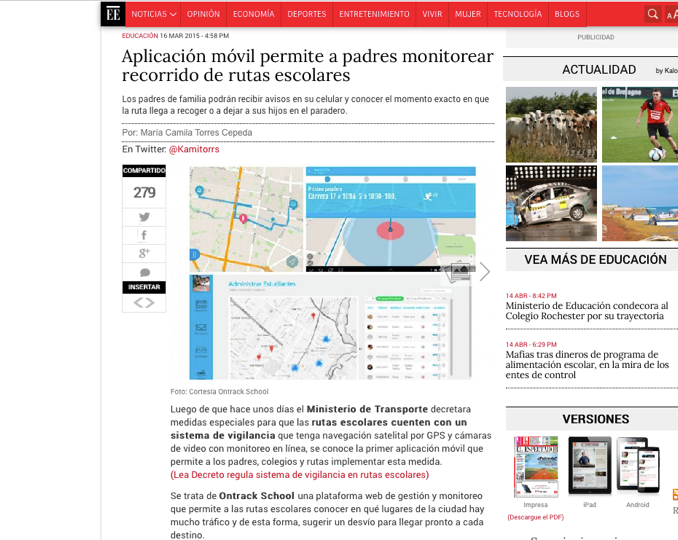 EE NOTICIAS OPINIÓN ECONOMÍA DEPORTES ENTRETENIMIENTO VIVIR MUJER TECNOLOGÍA BLOGS
EDUCACIÓN 16 MAR 2015 - 4:58 PM
Aplicación móvil permite a padres monitorear
recorrido de rutas escolares
Los padres de familia podrán recibir avisos en su celular y conocer el momento exacto en que
la ruta llega a recoger o a dejar a sus hijos en el paradero.
Por: María Camila Torres Cepeda
En Twitter: @Kamitorrs
COMPARTIDO
279
INSERTAR
Administrar Estudiantes
Foto: Cortesía Ontrack School
Luego de que hace unos días el Ministerio de Transporte decretara
medidas especiales para que las rutas escolares cuenten con un
sistema de vigilancia que tenga navegación satelital por GPS y cámaras
de video con monitoreo en línea, se conoce la primer aplicación móvil que
permite a los padres, colegios y rutas implementar esta medida.
(Lea Decreto regula sistema de vigilancia en rutas escolares)
Se trata de Ontrack School una plataforma web de gestión y monitoreo
que permite a las rutas escolares conocer en qué lugares de la ciudad hay
mucho tráfico y de esta forma, sugerir un desvío para llegar pronto a cada
destino.
PUBLICIDAD
ACTUALIDAD by Kalo
VEA MÁS DE EDUCACIÓN
14 ABR - 8:42 PM
Ministerio de Educación condecora al
Colegio Rochester por su trayectoria
14 ABR - 6:29 PM
Mafias tras dineros de programa de
alimentación escolar, en la mira de los
entes de control
VERSIONES
Impresa iPad Android
(Descargue el PDF)